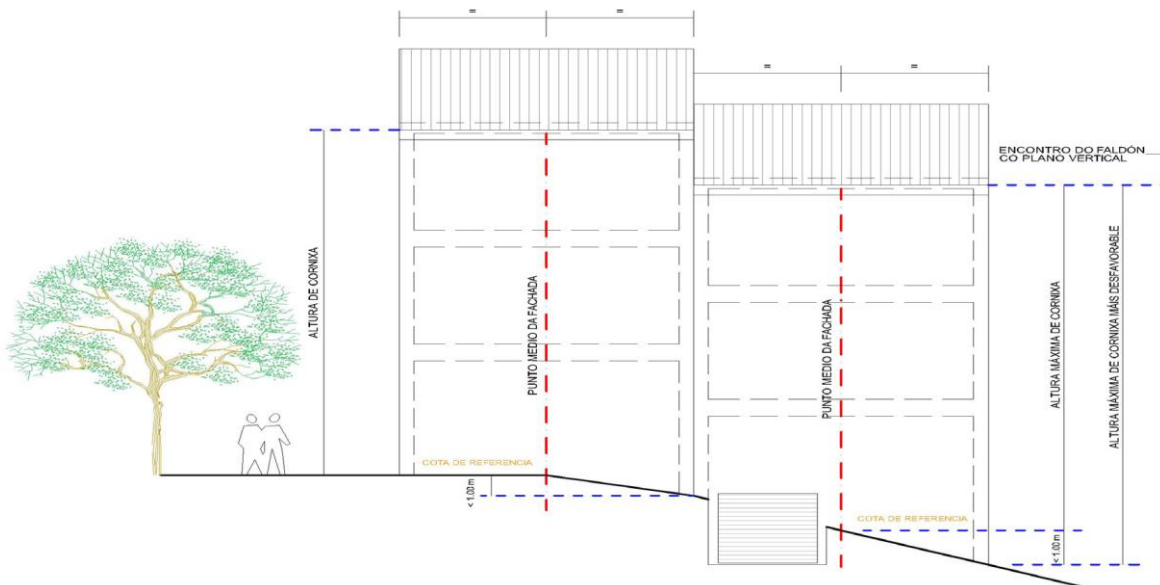 =
=
=
=
ENCONTRO DO FALDÓN
CO PLANO VERTICAL
ALTURA DE CORNIXA
PUNTO MEDIO DA FACHADA
PUNTO MEDIO DA FACHADA
ALTURA MÁXIMA DE CORNIXA
ALTURA MÁXIMA DE CORNIXA MÁIS DESFAVORABLE
COTA DE REFERENCIA
< 1.00 m
COTA DE REFERENCIA
< 1.00 m